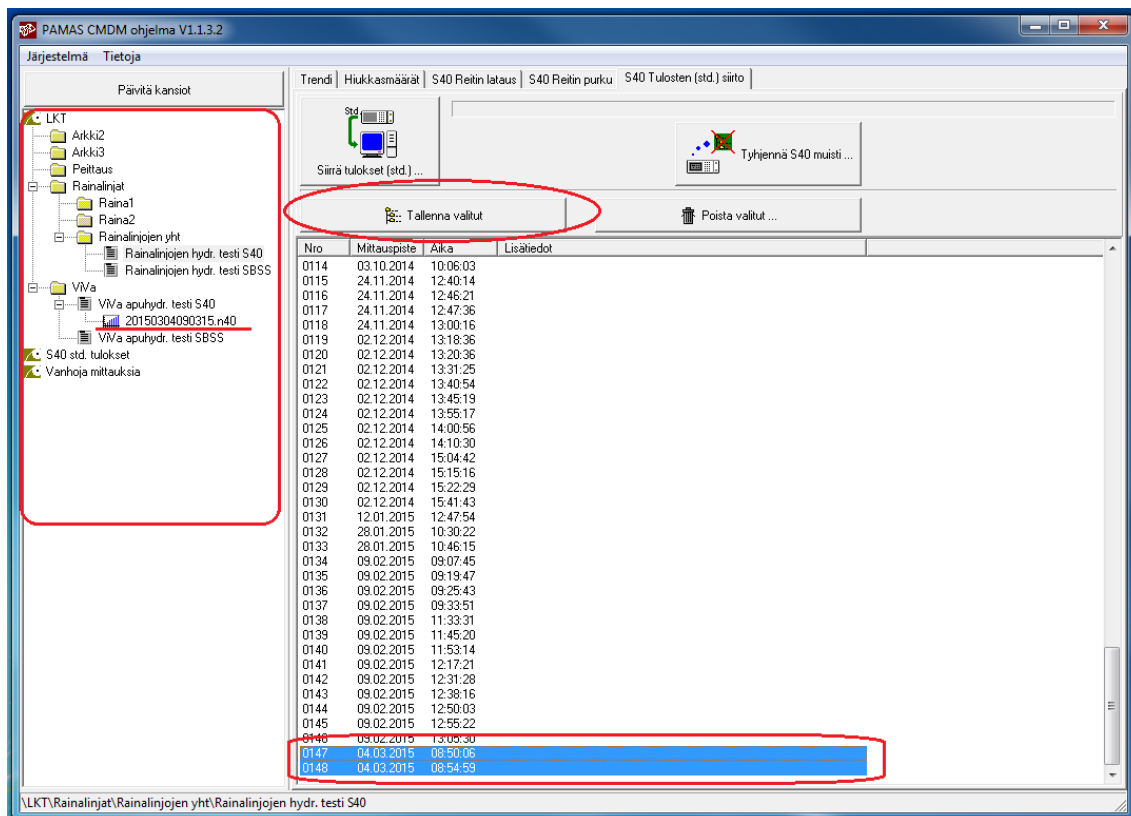 PAMAS CMDM ohjelma V1.1.3.2
Järjestelmä Tietoja
Päivitä kansiot
LKT
Arkki2
Arkki3
Peittaus
Rainalinjat
Raina1
Raina2
Rainalinjojen yht
Rainalinjojen hydr. testi S40
Rainalinjojen hydr. testi SBSS
ViVa
ViVa apuhydr. testi S40
20150304090315.n40
ViVa apuhydr. testi SBSS
S40 std. tulokset
Vanhoja mittauksia
Trendi Hiukkasmäärät S40 Reitin lataus S40 Reitin purku S40 Tulosten (std.) siirto
Std
Siirrä tulokset (std.) ...
Tyhjennä S40 muisti ...
Tallenna valitut
Poista valitut ...
Nro Mittauspiste Aika Lisätiedot
0114 03.10.2014 10:06:03
0115 24.11.2014 12:40:14
0116 24.11.2014 12:46:21
0117 24.11.2014 12:47:36
0118 24.11.2014 13:00:16
0119 02.12.2014 13:18:36
0120 02.12.2014 13:20:36
0121 02.12.2014 13:31:25
0122 02.12.2014 13:40:54
0123 02.12.2014 13:45:19
0124 02.12.2014 13:55:17
0125 02.12.2014 14:00:56
0126 02.12.2014 14:10:30
0127 02.12.2014 15:04:42
0128 02.12.2014 15:15:16
0129 02.12.2014 15:22:29
0130 02.12.2014 15:41:43
0131 12.01.2015 12:47:54
0132 28.01.2015 10:30:22
0133 28.01.2015 10:46:15
0134 09.02.2015 09:07:45
0135 09.02.2015 09:19:47
0136 09.02.2015 09:25:43
0137 09.02.2015 09:33:51
0138 09.02.2015 11:33:31
0139 09.02.2015 11:45:20
0140 09.02.2015 11:53:14
0141 09.02.2015 12:17:21
0142 09.02.2015 12:31:28
0143 09.02.2015 12:38:16
0144 09.02.2015 12:50:03
0145 09.02.2015 12:55:22
0146 09.02.2015 13:05:30
0147 04.03.2015 08:50:06
0148 04.03.2015 08:54:59
\LKT\Rainalinjat\Rainalinjojen yht\Rainalinjojen hydr. testi S40